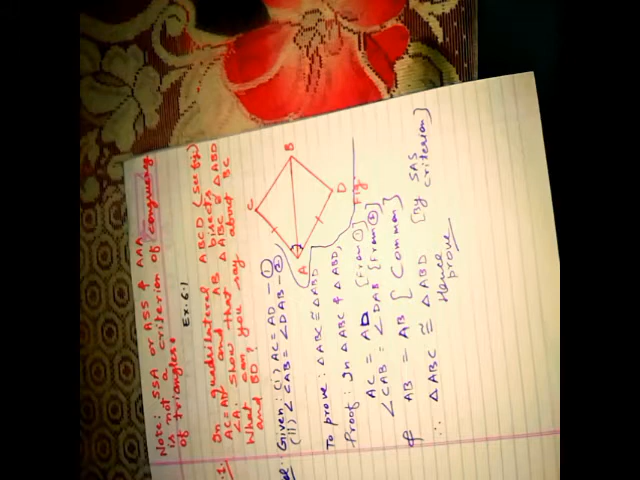 Note: SSA or ASS & AAA
is not a criterion of congruency
of triangles.
Ex. 6.1
In quadrilateral ABCD (See fig)
AC=AD and AB bisects
∠A. Show that △ABC ≅ △ABD
What can you say about BC
and BD?
Given: (i) AC = AD - ①
(ii) ∠CAB = ∠DAB - ②
To prove: △ABC ≅ △ABD
Proof: In △ABC & △ABD,
AC = AD [From ①]
∠CAB = ∠DAB [From ②]
& AB = AB [Common]
∴ △ABC ≅ △ABD [By SAS criterion]
Hence
prove
C
B
A
D
Fig.